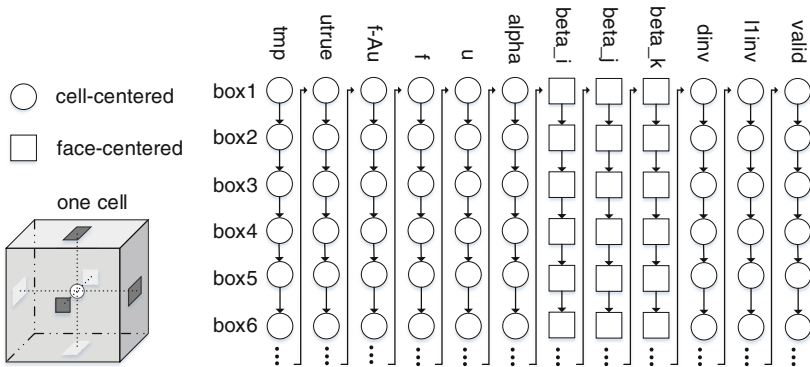 tmp
utrue
f-Au
f
u
alpha
beta_i
beta_j
beta_k
dinv
l1inv
valid
cell-centered
face-centered
one cell
box1
box2
box3
box4
box5
box6